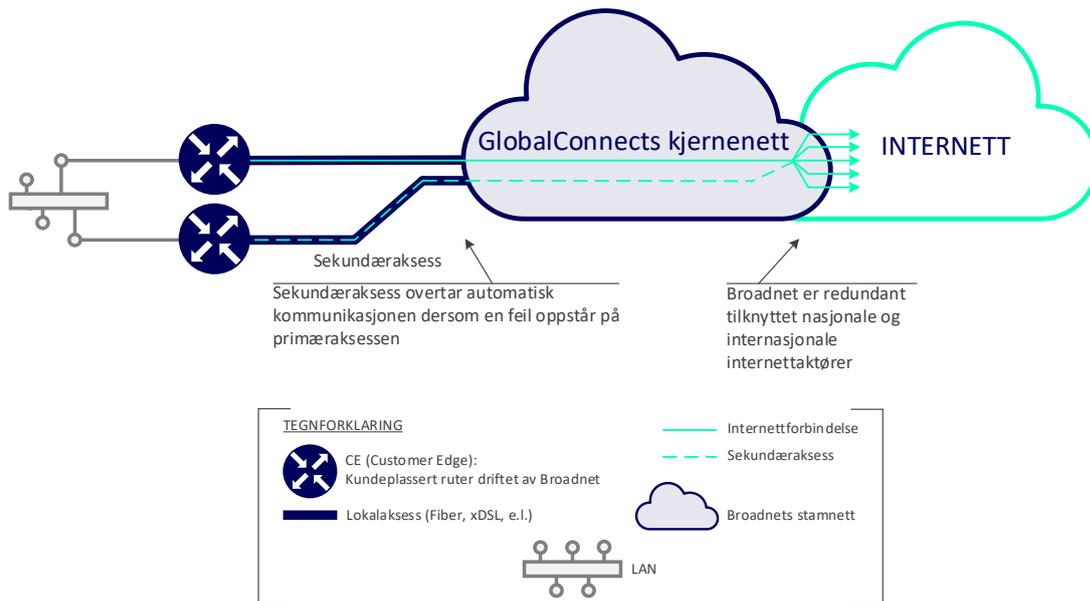 GlobalConnects kjernenett
INTERNETT
Sekundæraksess
Sekundæraksess overtar automatisk
kommunikasjonen dersom en feil oppstår på
primæraksessen
Broadnet er redundant
tilknyttet nasjonale og
internasjonale
internettaktører
TEGNFORKLARING
CE (Customer Edge):
Kundeplassert ruter driftet av Broadnet
Lokalaksess (Fiber, xDSL, e.l.)
Internettforbindelse
Sekundæraksess
Broadnets stamnett
LAN